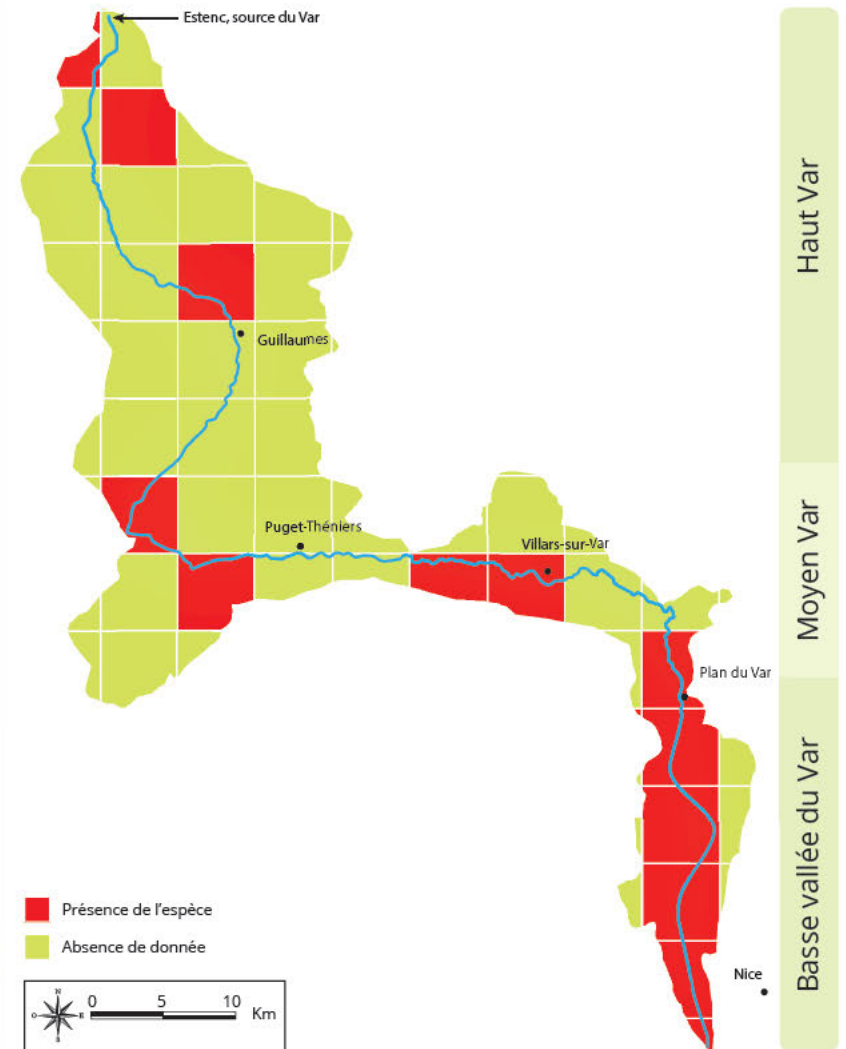 Estenc, source du Var
Haut Var
Guillaumes
Puget-Théniers
Villars-sur-Var
Moyen Var
Plan du Var
Basse vallée du Var
Présence de l'espèce
Absence de donnée
Nice
N
O
E
S
0 5 10 Km